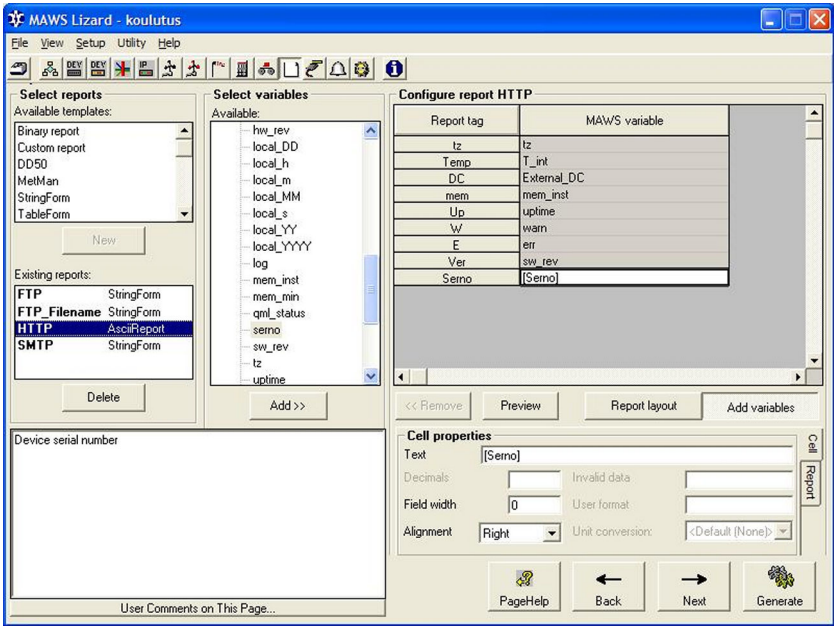 MAWS Lizard - koulutus
File View Setup Utility Help
Select reports
Available templates:
Binary report
Custom report
DD50
MetMan
StringForm
TableForm
New
Existing reports:
FTP StringForm
FTP_Filename StringForm
HTTP AsciiReport
SMTP StringForm
Delete
Select variables
Available:
hw_rev
local_DD
local_h
local_m
local_MM
local_s
local_YY
local_YYYY
log
mem_inst
mem_min
qml_status
serno
sw_rev
tz
uptime
Add >>
Configure report HTTP
Report tag MAWS variable
tz tz
Temp T_int
DC External_DC
mem mem_inst
Up uptime
W warn
E err
Ver sw_rev
Serno [Serno]
<< Remove Preview Report layout Add variables
Device serial number
User Comments on This Page...
Cell properties
Text [Serno]
Decimals Invalid data
Field width 0 User format
Alignment Right Unit conversion: <Default (None)>
Cell
Report
PageHelp Back Next Generate